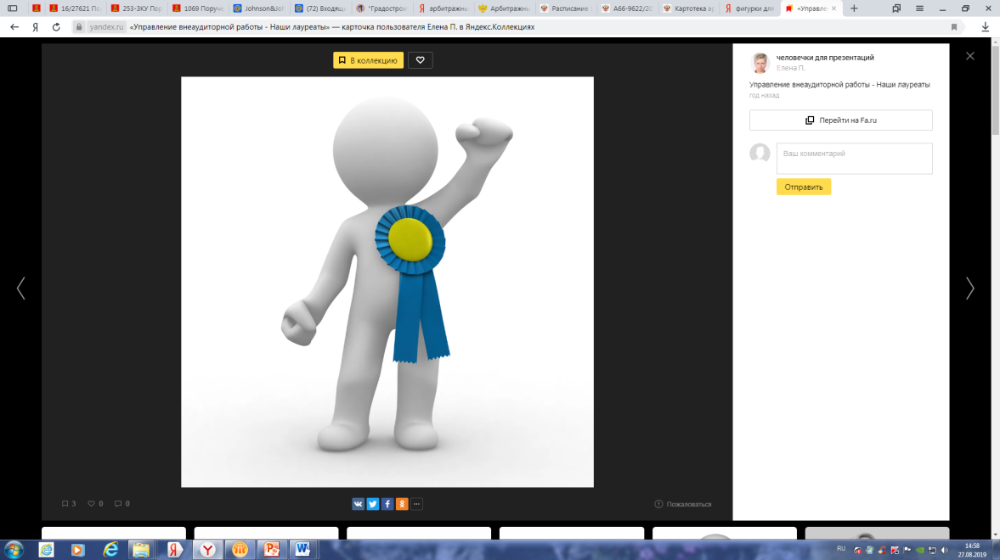 16/27621 По
253-ЗКУ Пор
1069 Поруче
Johnson&Joh
(72) Входящи
"Градострои
арбитражны
Арбитражны
Расписание
А66-9622/20
Картотека ар
фигурки для
«Управле
yandex.ru «Управление внеаудиторной работы - Наши лауреаты» — карточка пользователя Елена П. в Яндекс.Коллекциях
В коллекцию
человечки для презентаций
Елена П.
Управление внеаудиторной работы - Наши лауреаты
год назад
Перейти на Fa.ru
Ваш комментарий
Отправить
3 0 0
Пожаловаться
RU
14:58
27.08.2019